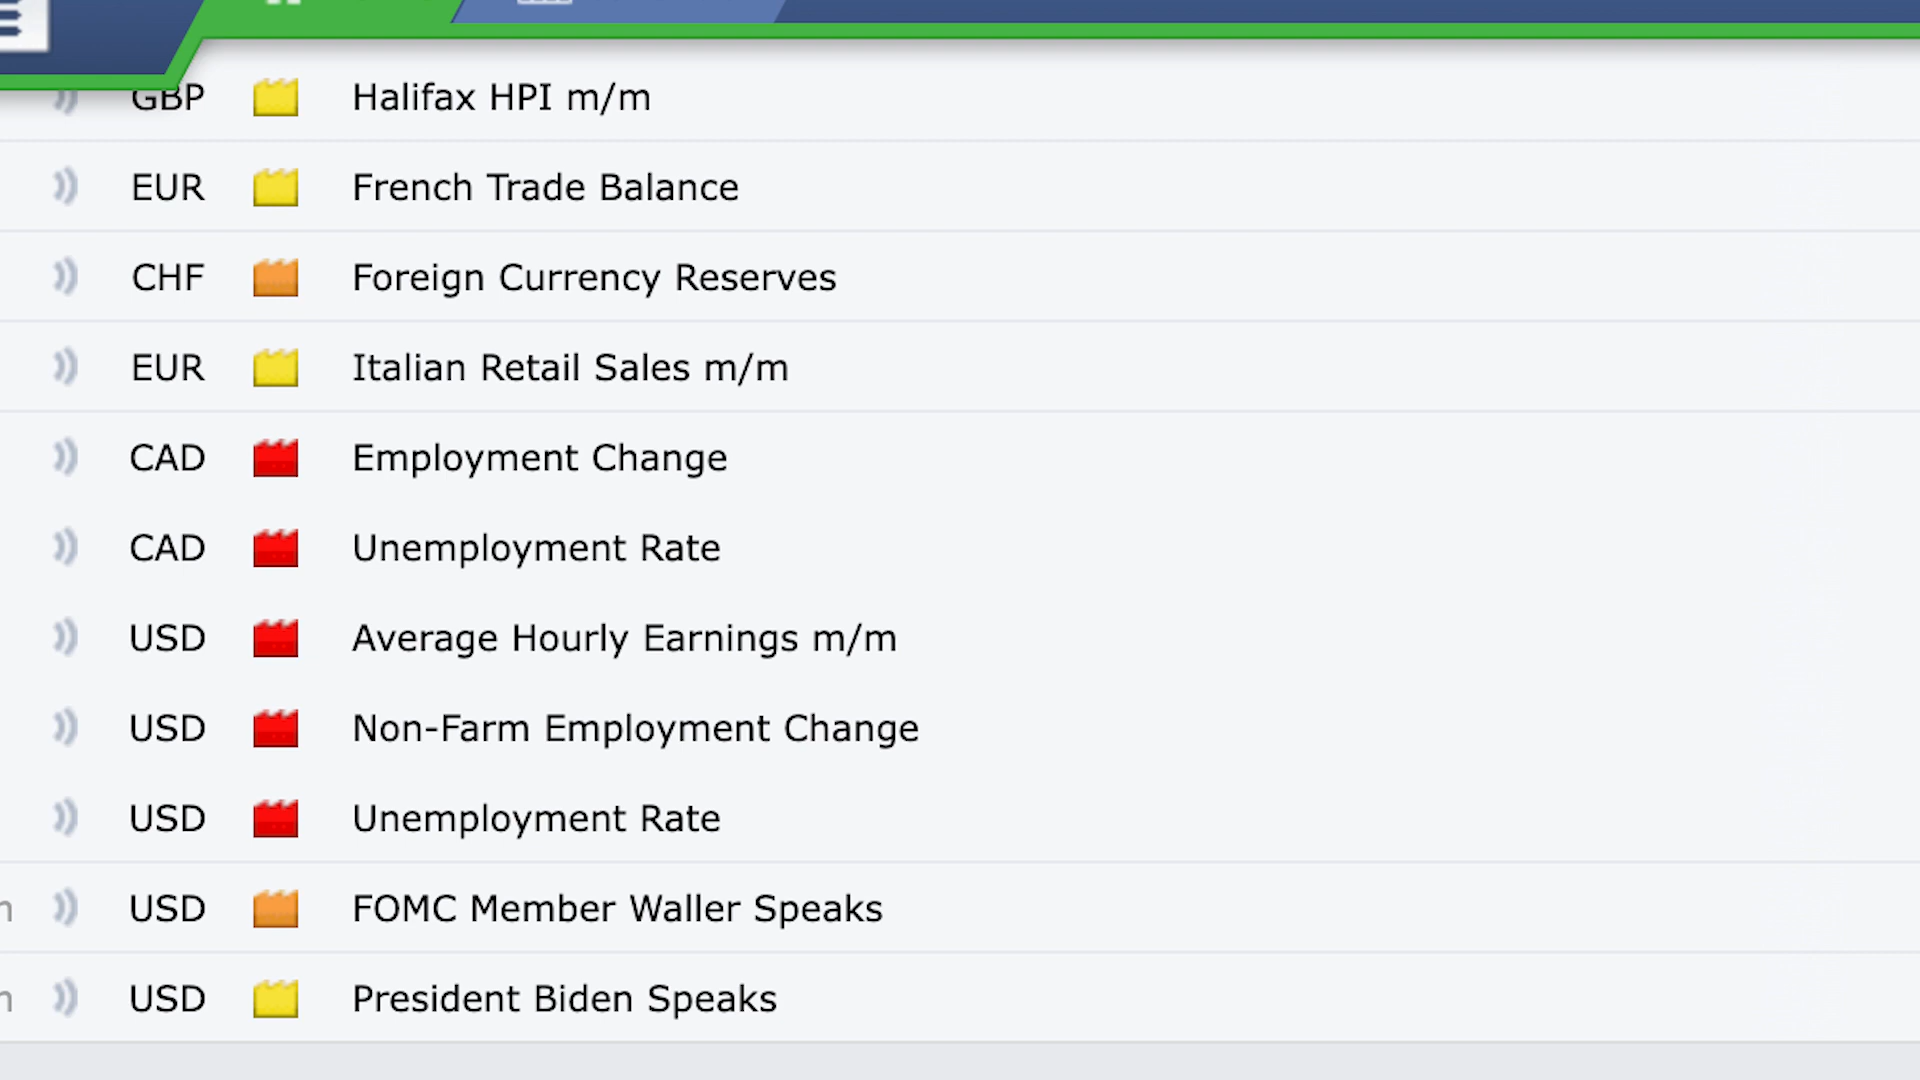 GBP Halifax HPI m/m
EUR French Trade Balance
CHF Foreign Currency Reserves
EUR Italian Retail Sales m/m
CAD Employment Change
CAD Unemployment Rate
USD Average Hourly Earnings m/m
USD Non-Farm Employment Change
USD Unemployment Rate
USD FOMC Member Waller Speaks
USD President Biden Speaks